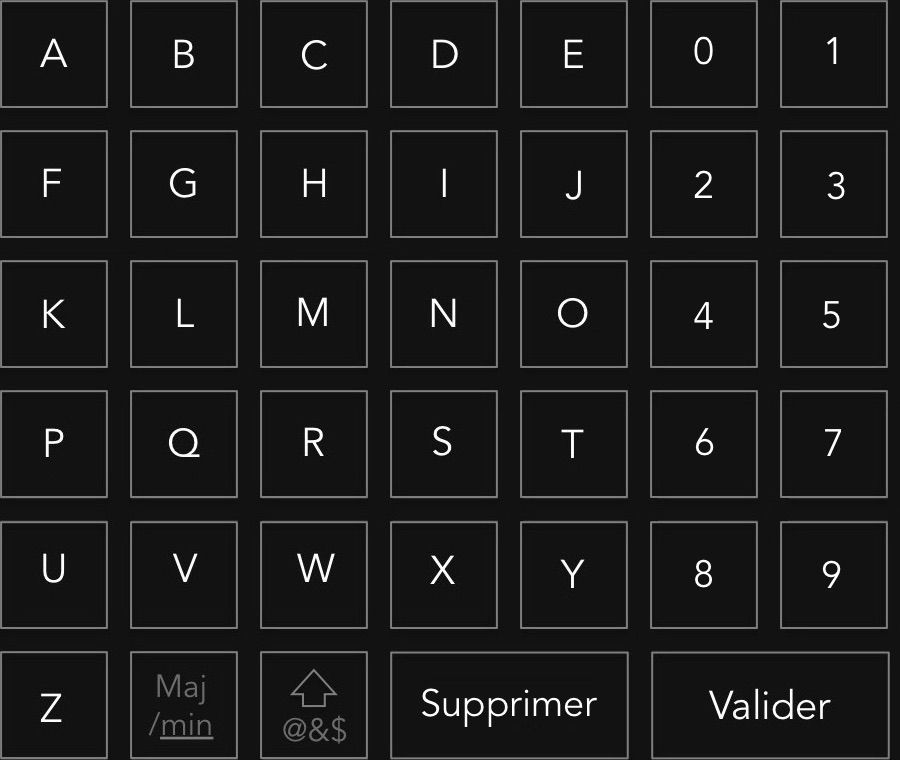 A B C D E 0 1
F G H I J 2 3
K L M N O 4 5
P Q R S T 6 7
U V W X Y 8 9
Z Maj /min @&$ Supprimer Valider